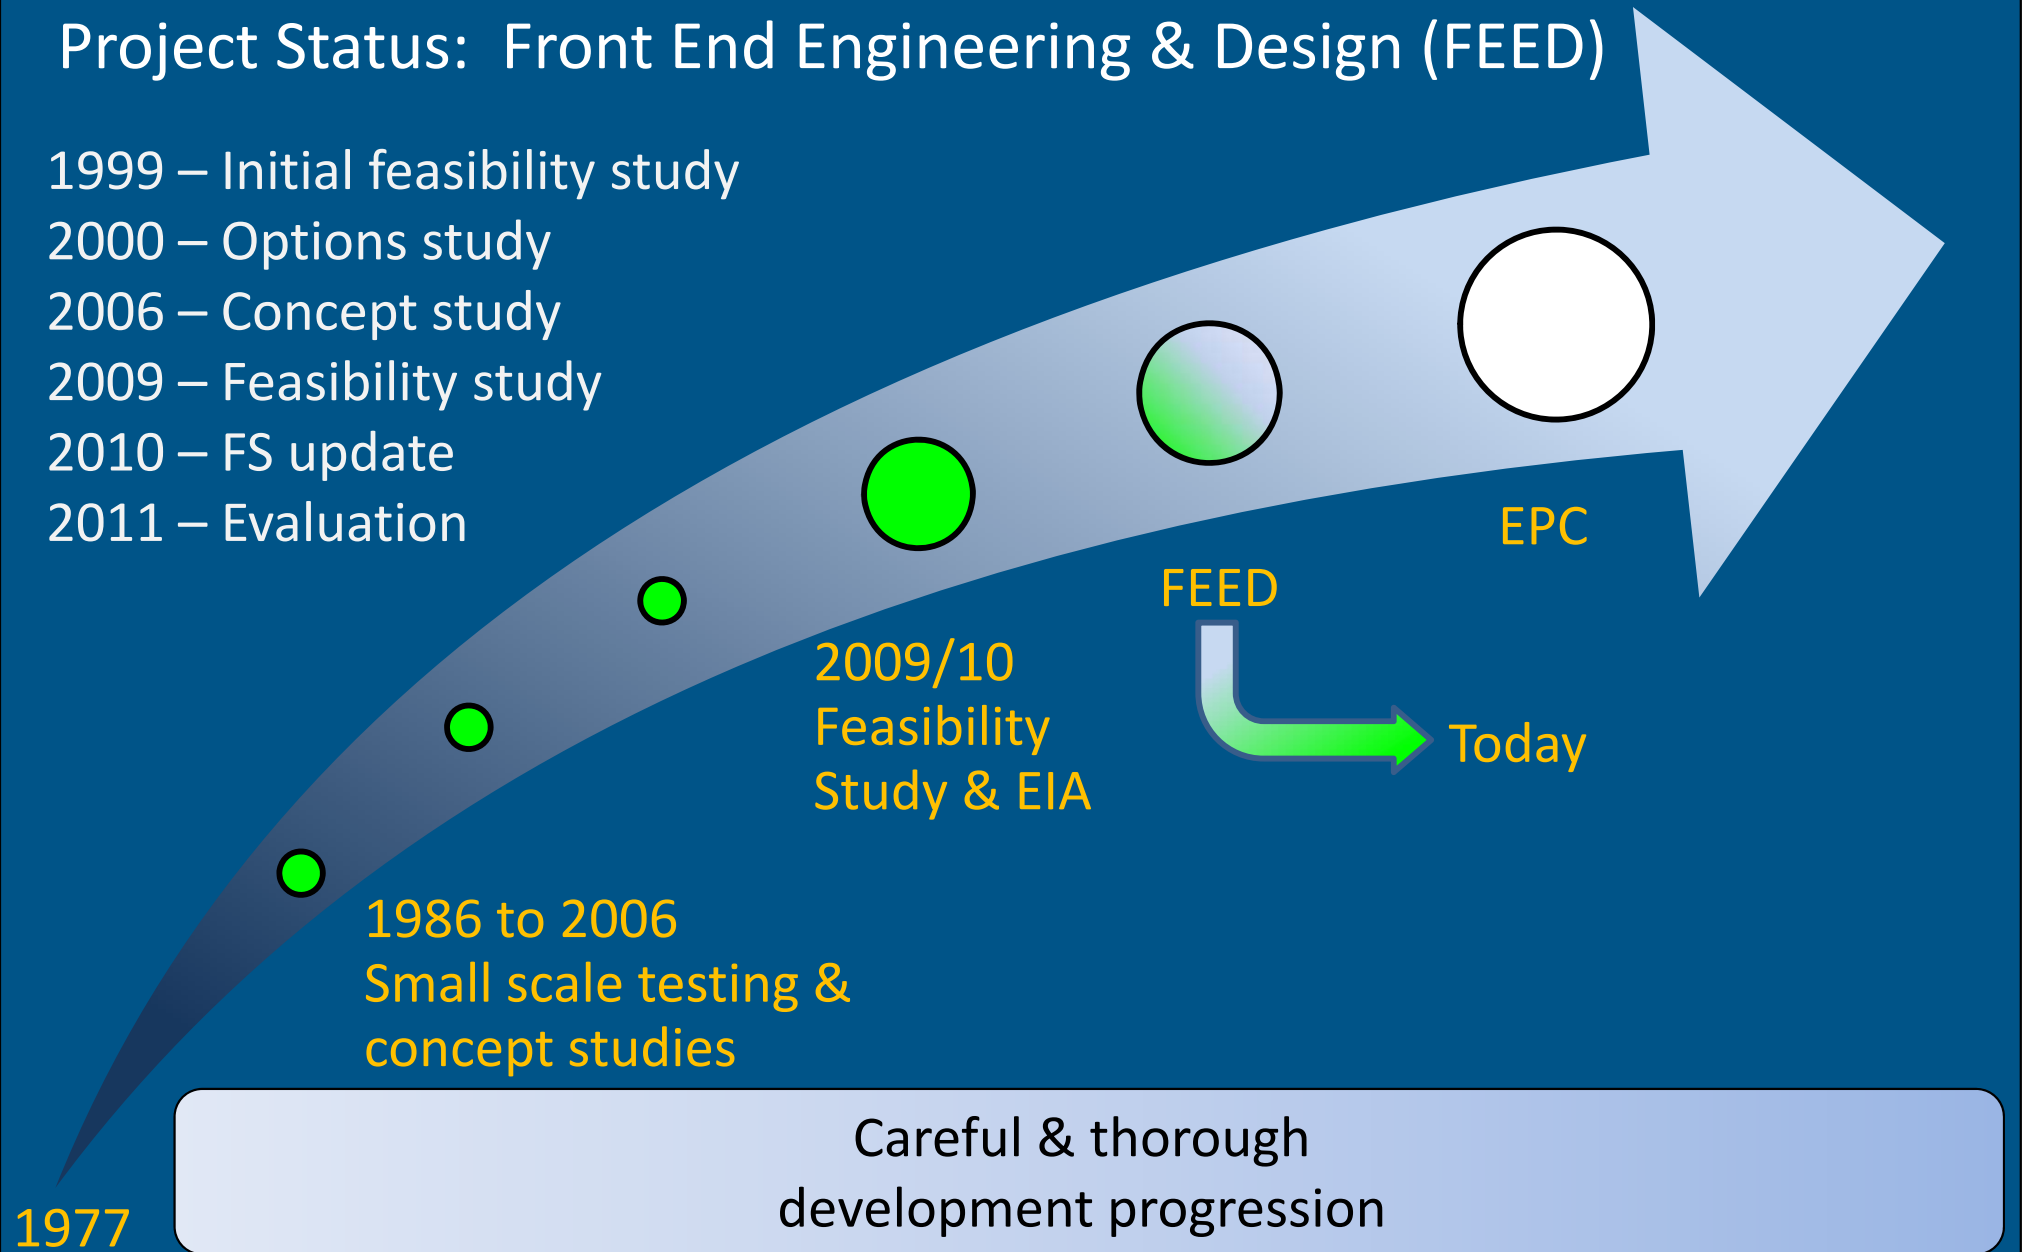 Project Status:  Front End Engineering & Design (FEED)
1999 – Initial feasibility study
2000 – Options study
2006 – Concept study
2009 – Feasibility study
2010 – FS update
2011 – Evaluation
EPC
FEED
Today
2009/10
Feasibility
Study & EIA
1986 to 2006
Small scale testing &
concept studies
1977
Careful & thorough
development progression